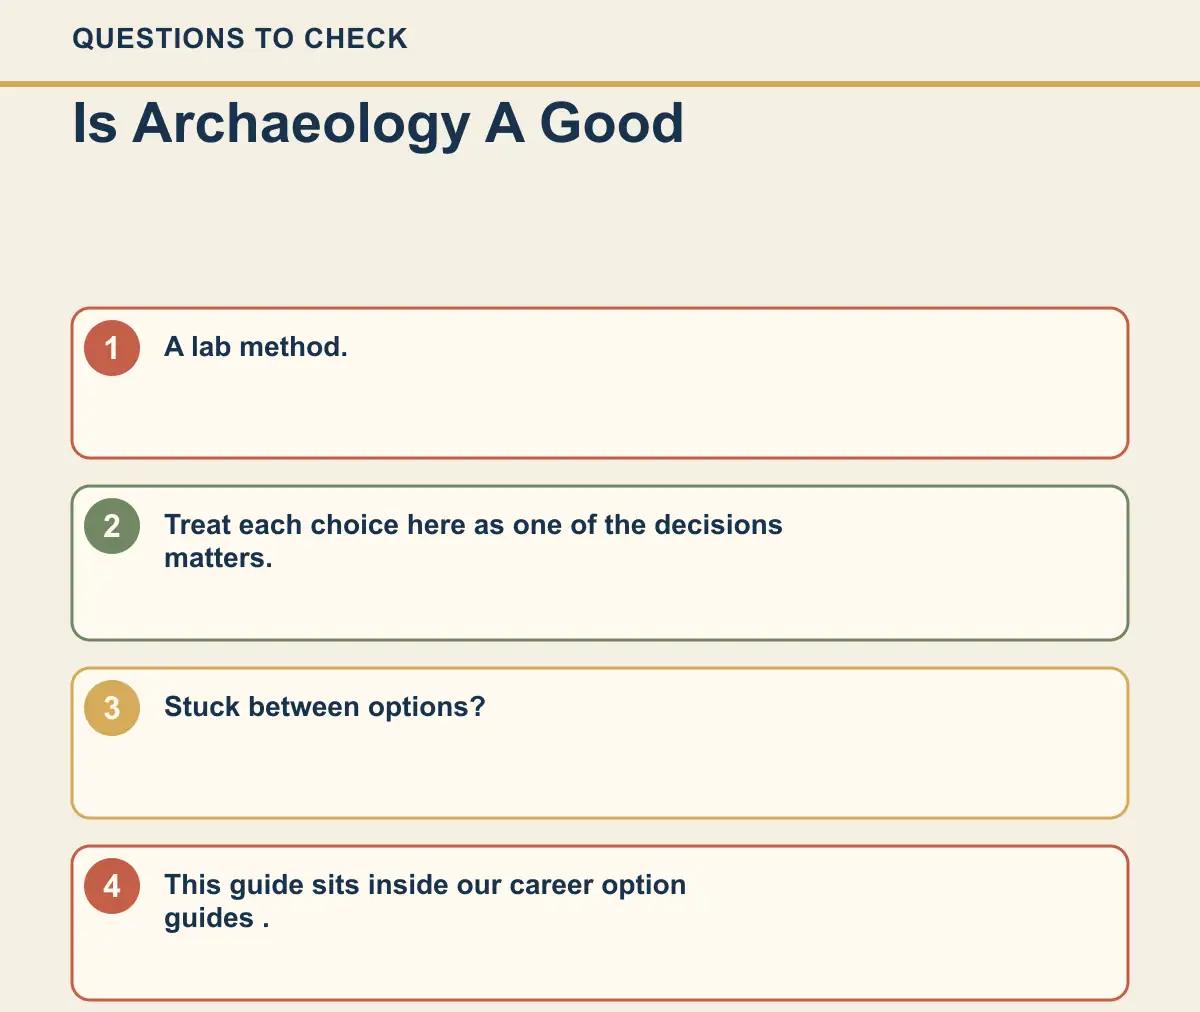 QUESTIONS TO CHECK
Is Archaeology A Good
1
A lab method.
2
Treat each choice here as one of the decisions
matters.
3
Stuck between options?
4
This guide sits inside our career option
guides .